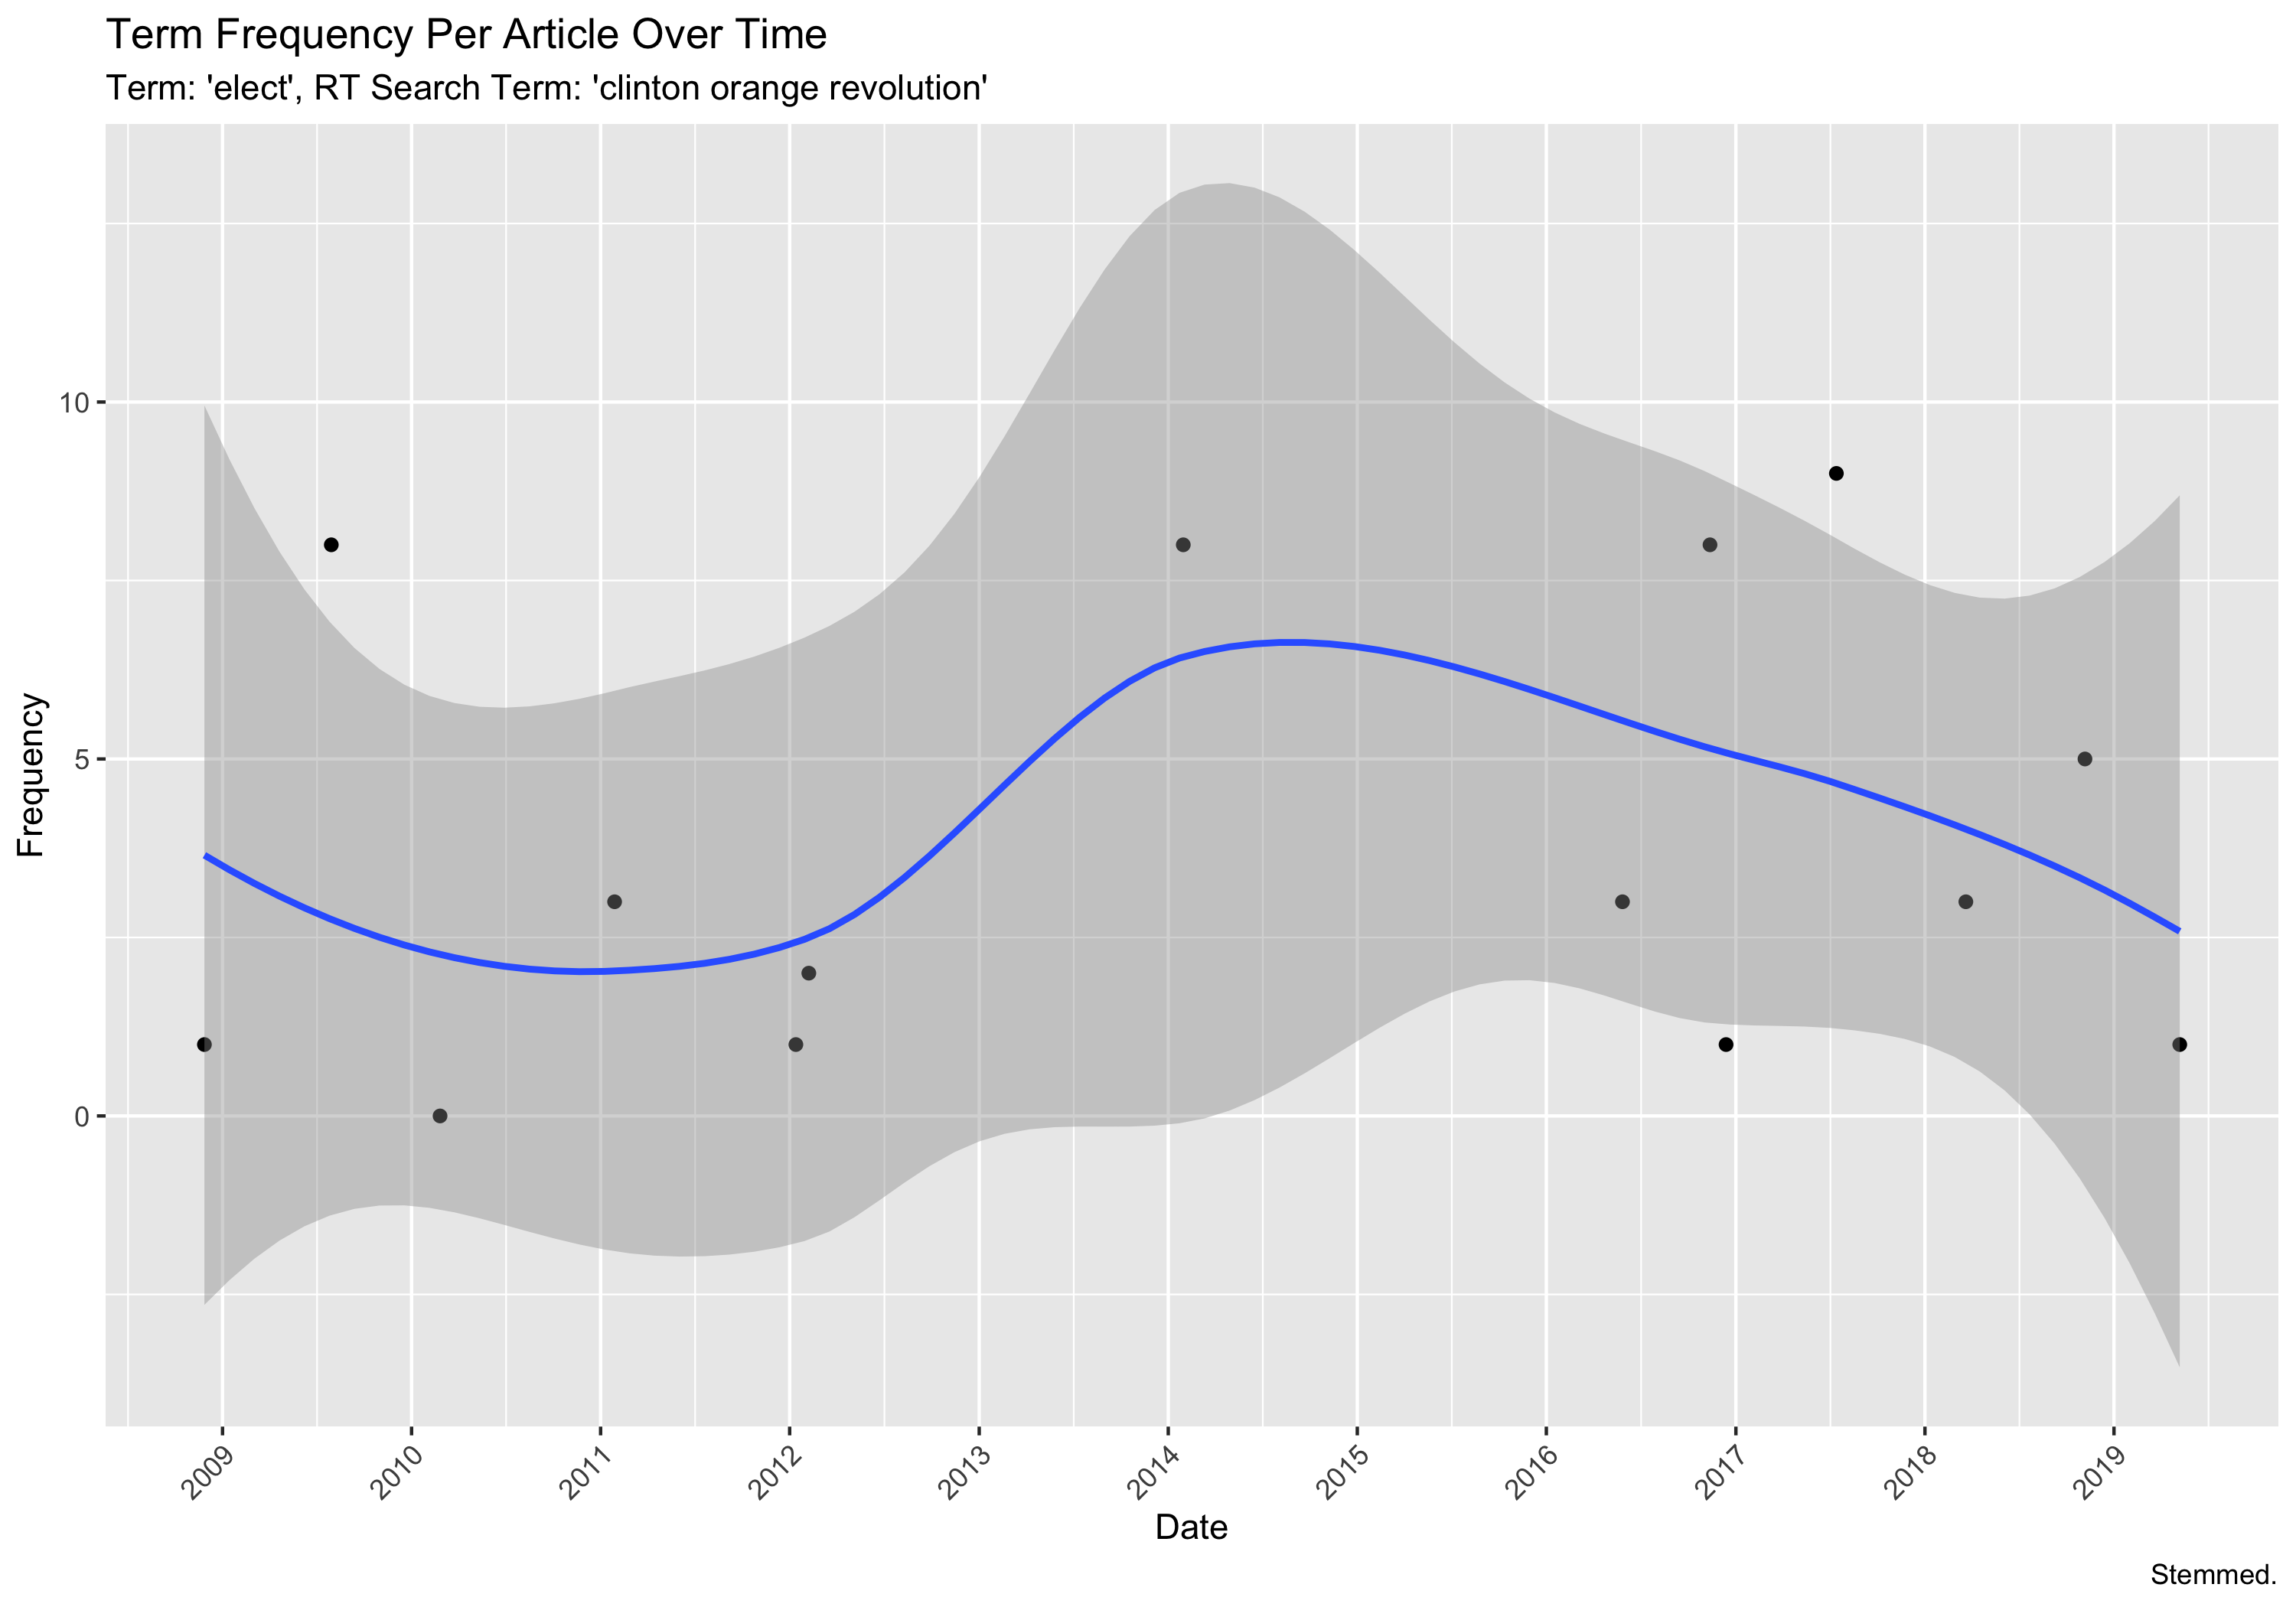 Term Frequency Per Article Over Time
Term: 'elect', RT Search Term: 'clinton orange revolution'
Frequency
10
5
0
2009
2010
2011
2012
2013
2014
2015
2016
2017
2018
2019
Date
Stemmed.